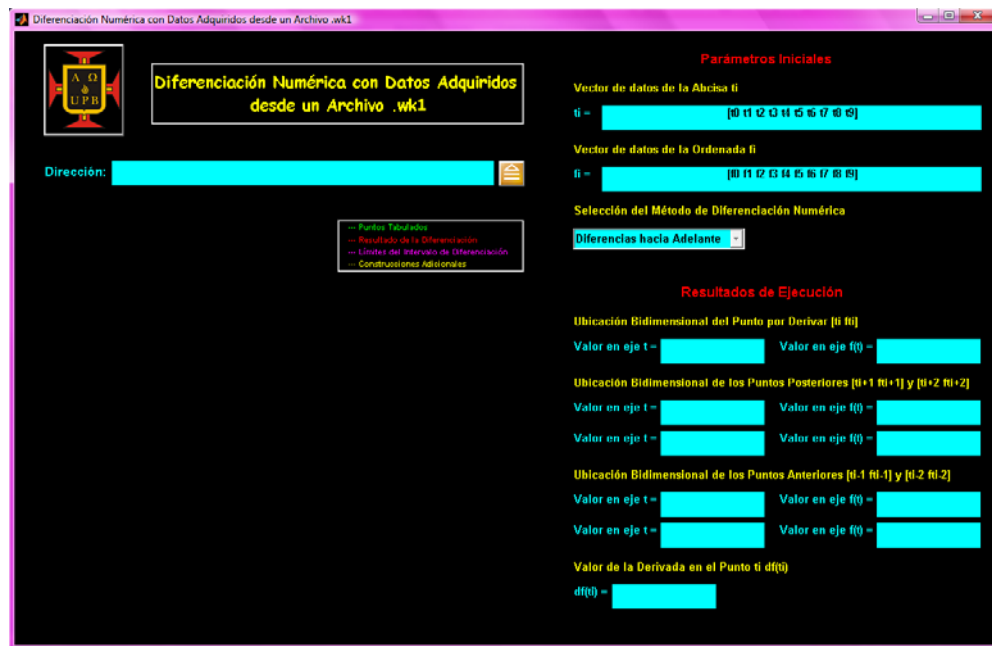 Diferenciación Numérica con Datos Adquiridos desde un Archivo .wk1
Α Ω
UPB
Diferenciación Numérica con Datos Adquiridos
desde un Archivo .wk1
Dirección:
--- Puntos Tabulados
--- Resultado de la Diferenciación
--- Límites del Intervalo de Diferenciación
--- Construcciones Adicionales
Parámetros Iniciales
Vector de datos de la Abcisa ti
ti =
[t0 t1 t2 t3 t4 t5 t6 t7 t8 t9]
Vector de datos de la Ordenada fi
fi =
[f0 f1 f2 f3 f4 f5 f6 f7 f8 f9]
Selección del Método de Diferenciación Numérica
Diferencias hacia Adelante
Resultados de Ejecución
Ubicación Bidimensional del Punto por Derivar [ti fti]
Valor en eje t =
Valor en eje f(t) =
Ubicación Bidimensional de los Puntos Posteriores [ti+1 fti+1] y [ti+2 fti+2]
Valor en eje t =
Valor en eje f(t) =
Valor en eje t =
Valor en eje f(t) =
Ubicación Bidimensional de los Puntos Anteriores [ti-1 fti-1] y [ti-2 fti-2]
Valor en eje t =
Valor en eje f(t) =
Valor en eje t =
Valor en eje f(t) =
Valor de la Derivada en el Punto ti df(ti)
df(ti) =